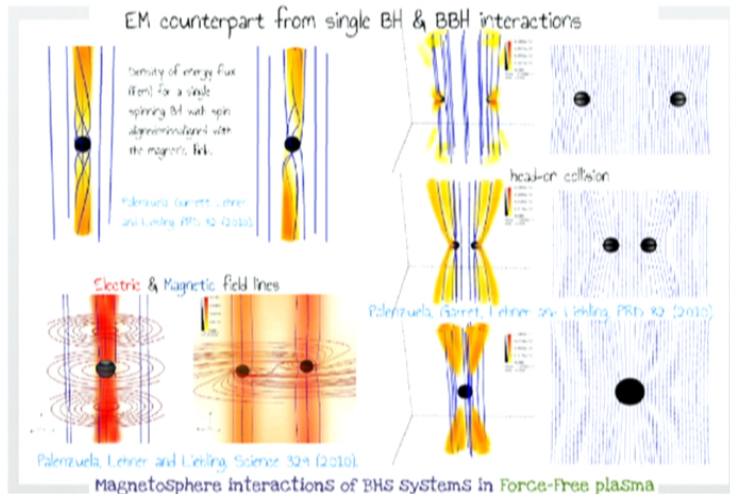 EM counterpart from single BH & BBH interactions
Density of energy flux
for a single
spinning BH with spin
aligned/misaligned with
the magnetic field.
Palenzuela, Garrett, Lehner
and Liebling, PRD 82 (2010)
head-on collision
Electric & Magnetic field lines
Palenzuela, Garret, Lehner and Liebling, PRD 82 (2010)
Palenzuela, Lehner and Liebling, Science 329 (2010).
Magnetosphere interactions of BHs systems in Force-Free plasma